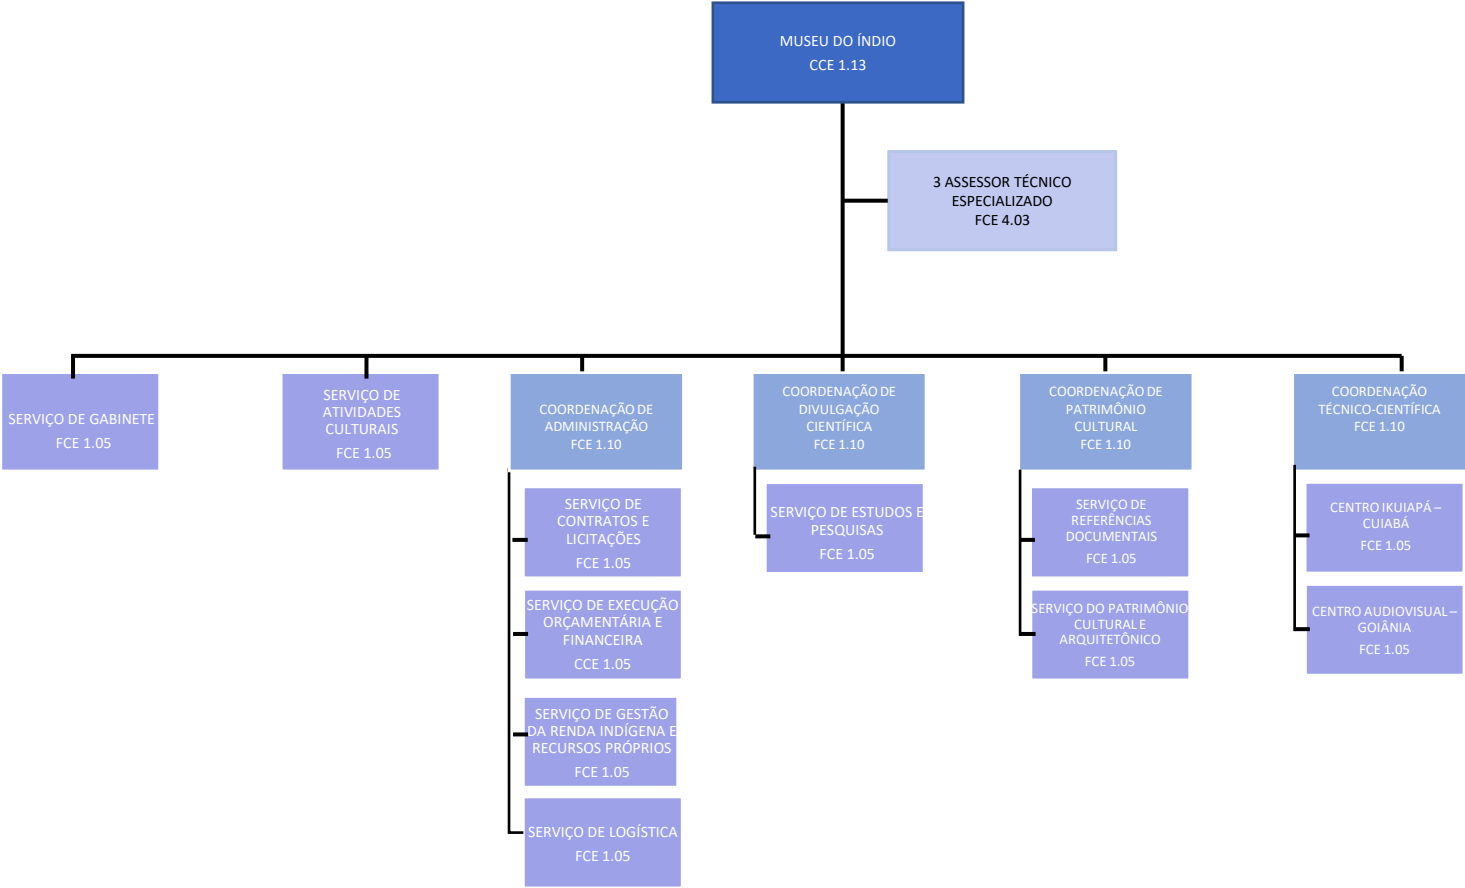 MUSEU DO ÍNDIO
CCE 1.13
3 ASSESSOR TÉCNICO
ESPECIALIZADO
FCE 4.03
SERVIÇO DE GABINETE
FCE 1.05
SERVIÇO DE
ATIVIDADES
CULTURAIS
FCE 1.05
COORDENAÇÃO DE
ADMINISTRAÇÃO
FCE 1.10
COORDENAÇÃO DE
DIVULGAÇÃO
CIENTÍFICA
FCE 1.10
COORDENAÇÃO DE
PATRIMÔNIO
CULTURAL
FCE 1.10
COORDENAÇÃO
TÉCNICO-CIENTÍFICA
FCE 1.10
SERVIÇO DE
CONTRATOS E
LICITAÇÕES
FCE 1.05
SERVIÇO DE EXECUÇÃO
ORÇAMENTÁRIA E
FINANCEIRA
CCE 1.05
SERVIÇO DE GESTÃO
DA RENDA INDÍGENA E
RECURSOS PRÓPRIOS
FCE 1.05
SERVIÇO DE LOGÍSTICA
FCE 1.05
SERVIÇO DE ESTUDOS E
PESQUISAS
FCE 1.05
SERVIÇO DE
REFERÊNCIAS
DOCUMENTAIS
FCE 1.05
SERVIÇO DO PATRIMÔNIO
CULTURAL E
ARQUITETÔNICO
FCE 1.05
CENTRO IKUIAPÁ –
CUIABÁ
FCE 1.05
CENTRO AUDIOVISUAL –
GOIÂNIA
FCE 1.05